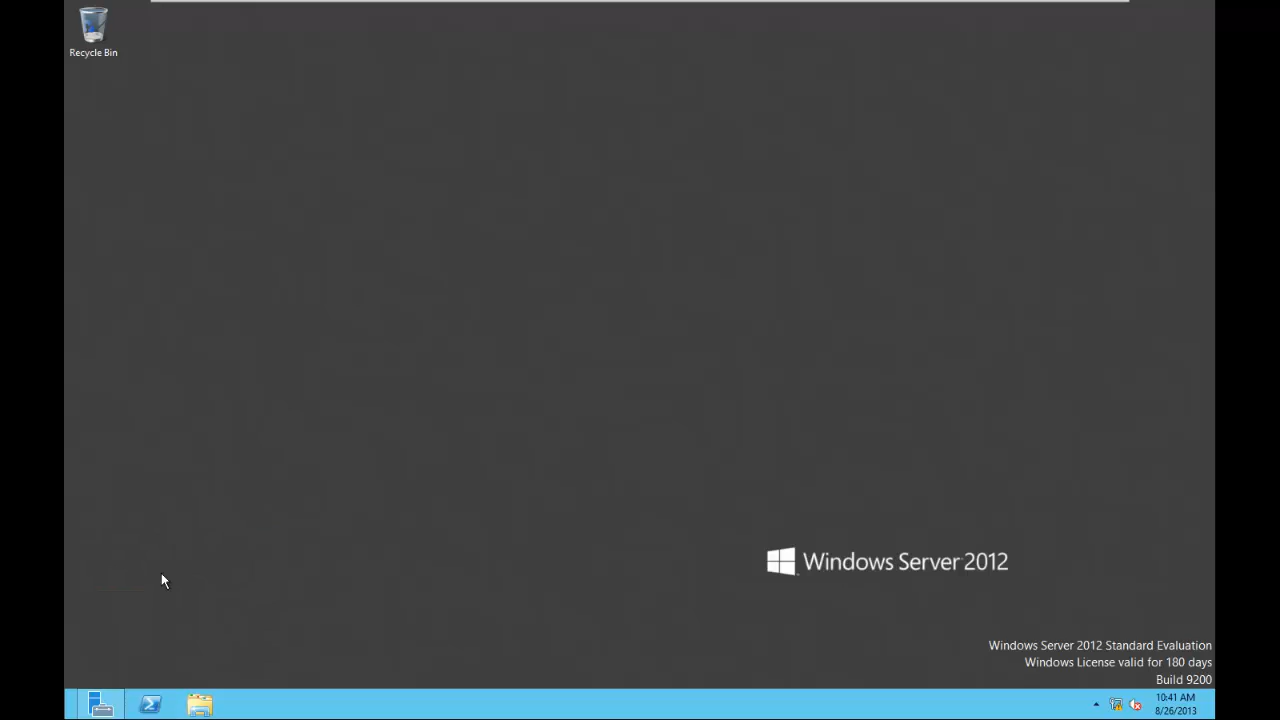 Recycle Bin
Windows Server 2012
Windows Server 2012 Standard Evaluation
Windows License valid for 180 days
Build 9200
10:41 AM
8/26/2013